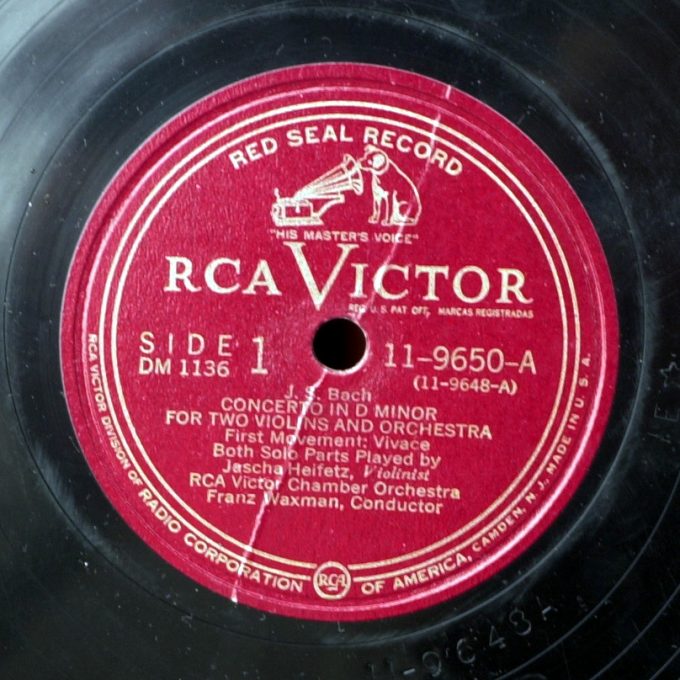 RED SEAL RECORD
"HIS MASTER'S VOICE"
RCA VICTOR
REG. U.S. PAT. OFF., MARCAS REGISTRADAS
SIDE 1
DM 1136
11-9650-A
(11-9648-A)
J. S. Bach
CONCERTO IN D MINOR
FOR TWO VIOLINS AND ORCHESTRA
First Movement: Vivace
Both Solo Parts Played by
Jascha Heifetz, Violinist
RCA Victor Chamber Orchestra
Franz Waxman, Conductor
RCA VICTOR DIVISION OF RADIO CORPORATION RCA OF AMERICA, CAMDEN, N. J. MADE IN U. S. A.
11-9648-A